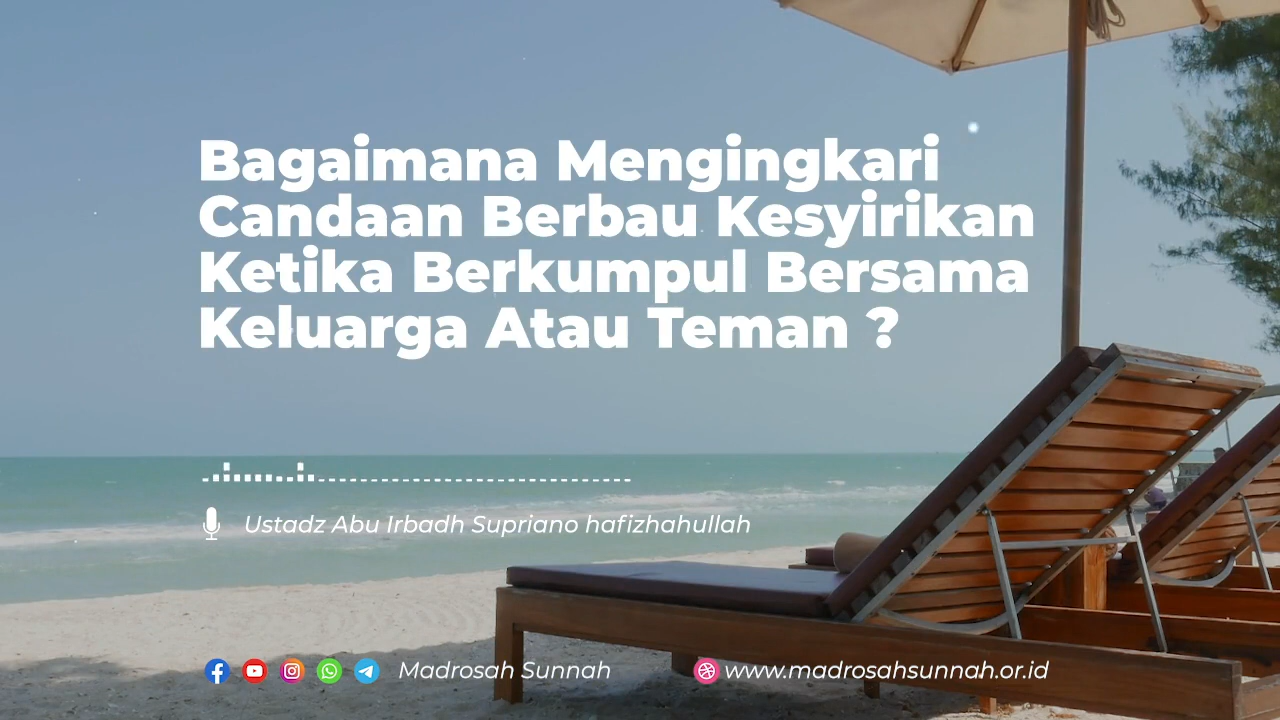 Bagaimana Mengingkari
Candaan Berbau Kesyirikan
Ketika Berkumpul Bersama
Keluarga Atau Teman ?
Ustadz Abu Irbadh Supriano hafizhahullah
Madrosah Sunnah
www.madrosahsunnah.or.id